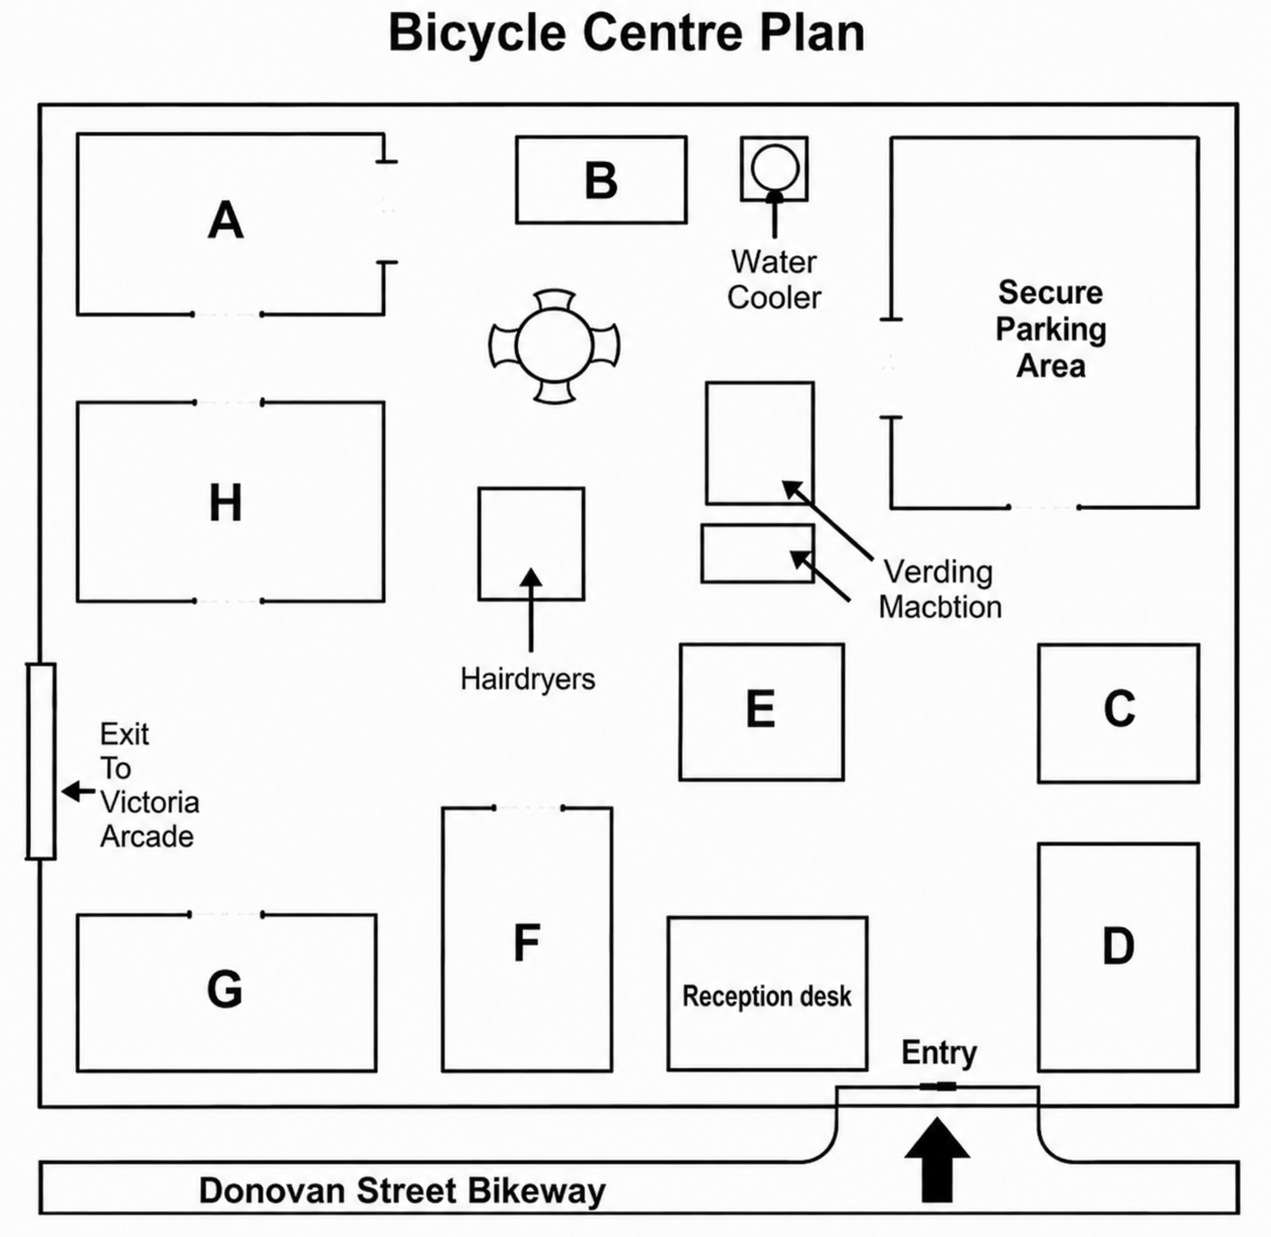 Bicycle Centre Plan
A
B
Water
Cooler
Secure
Parking
Area
H
Hairdryers
Verding
Macbtion
E
C
Exit
To
Victoria
Arcade
G
F
Reception desk
D
Entry
Donovan Street Bikeway